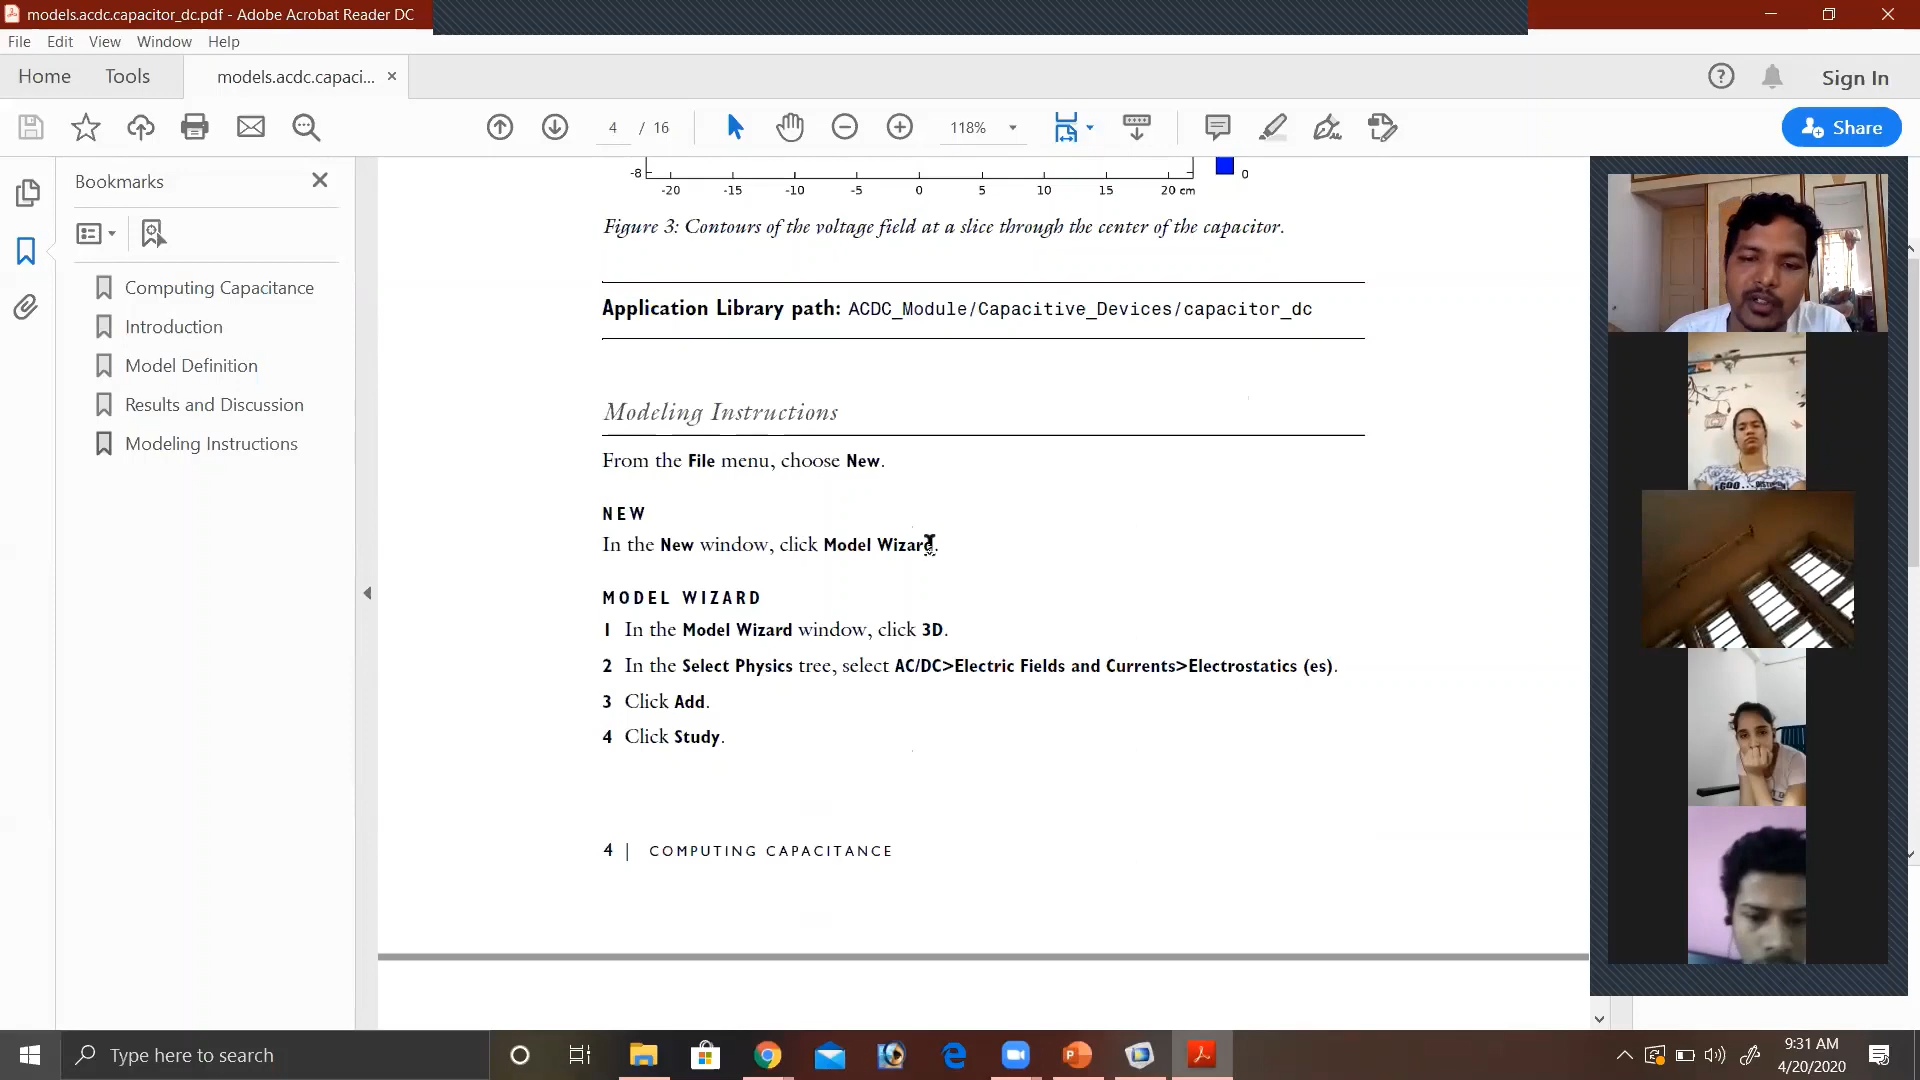 models.acdc.capacitor_dc.pdf - Adobe Acrobat Reader DC
File Edit View Window Help
Home Tools models.acdc.capaci... × Sign In
4 / 16 118% Share
Bookmarks
Computing Capacitance
Introduction
Model Definition
Results and Discussion
Modeling Instructions
-8 0
-20 -15 -10 -5 0 5 10 15 20 cm
Figure 3: Contours of the voltage field at a slice through the center of the capacitor.
Application Library path: ACDC_Module/Capacitive_Devices/capacitor_dc
Modeling Instructions
From the File menu, choose New.
NEW
In the New window, click Model Wizard.
MODEL WIZARD
1 In the Model Wizard window, click 3D.
2 In the Select Physics tree, select AC/DC>Electric Fields and Currents>Electrostatics (es).
3 Click Add.
4 Click Study.
4 | COMPUTING CAPACITANCE
Type here to search
9:31 AM
4/20/2020